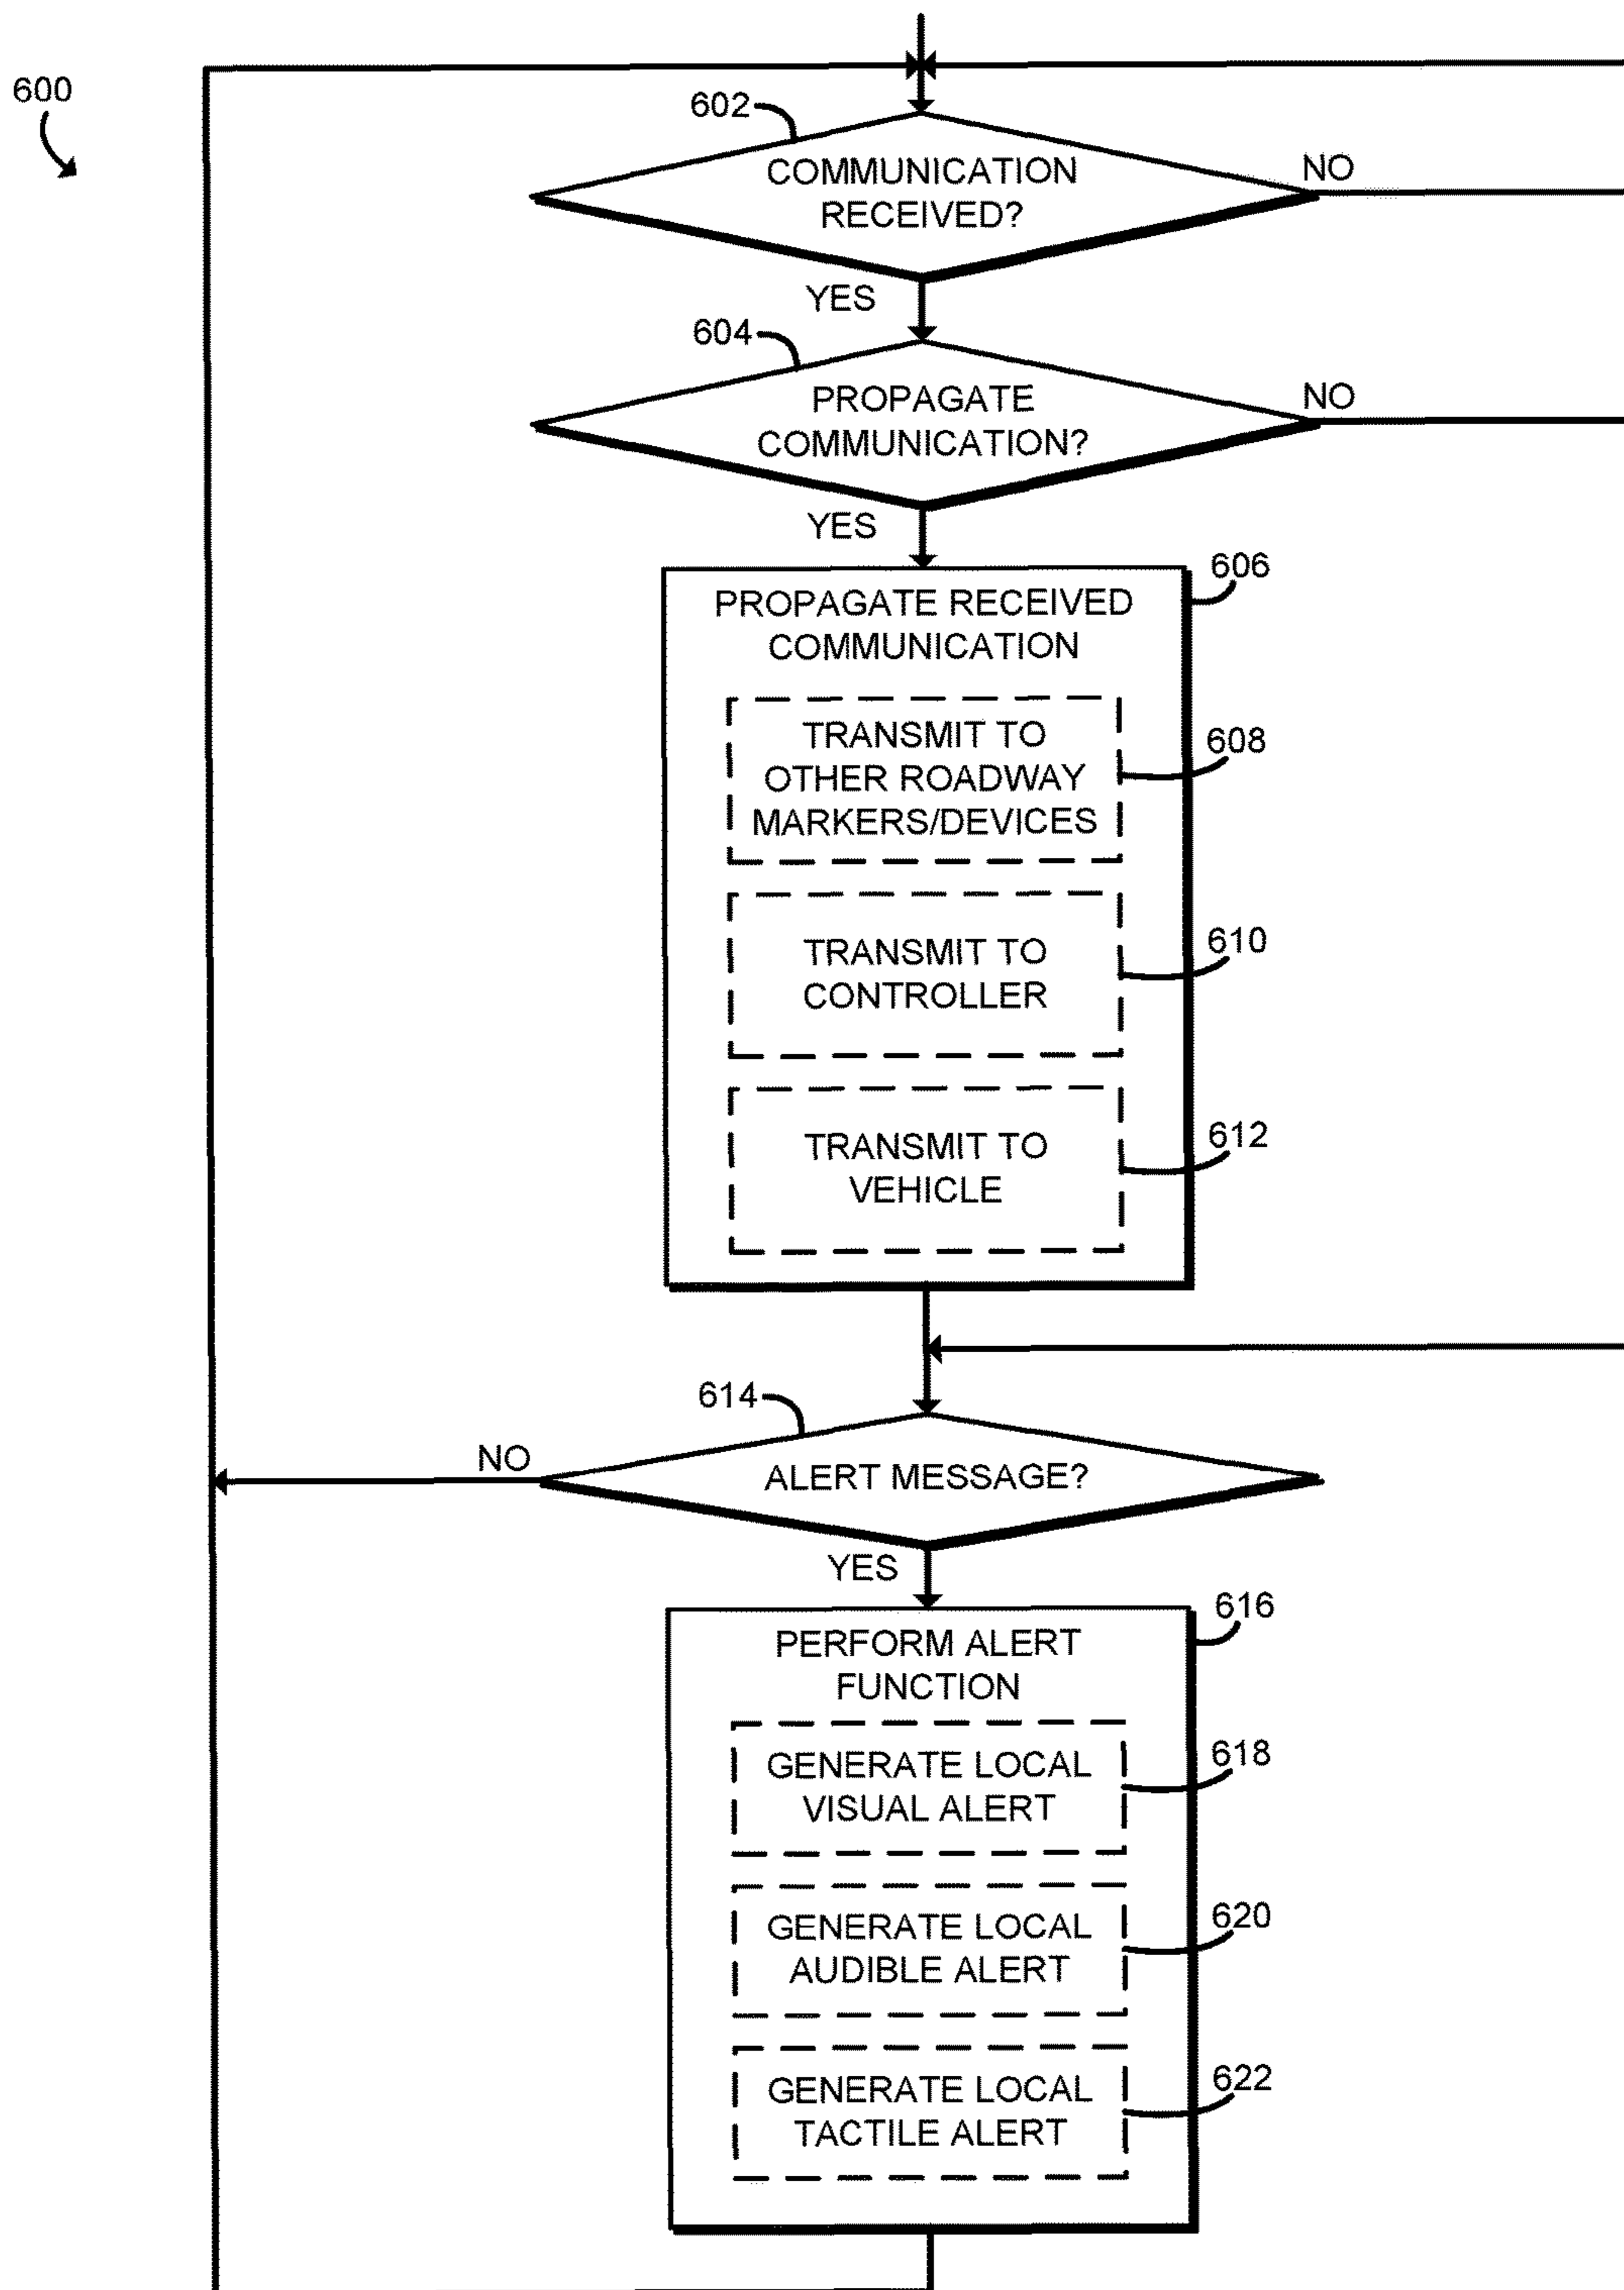 600
602
COMMUNICATION
RECEIVED?
NO
YES
604
PROPAGATE
COMMUNICATION?
NO
YES
606
PROPAGATE RECEIVED
COMMUNICATION
TRANSMIT TO
OTHER ROADWAY
MARKERS/DEVICES
608
TRANSMIT TO
CONTROLLER
610
TRANSMIT TO
VEHICLE
612
614
NO
ALERT MESSAGE?
YES
616
PERFORM ALERT
FUNCTION
GENERATE LOCAL
VISUAL ALERT
618
GENERATE LOCAL
AUDIBLE ALERT
620
GENERATE LOCAL
TACTILE ALERT
622